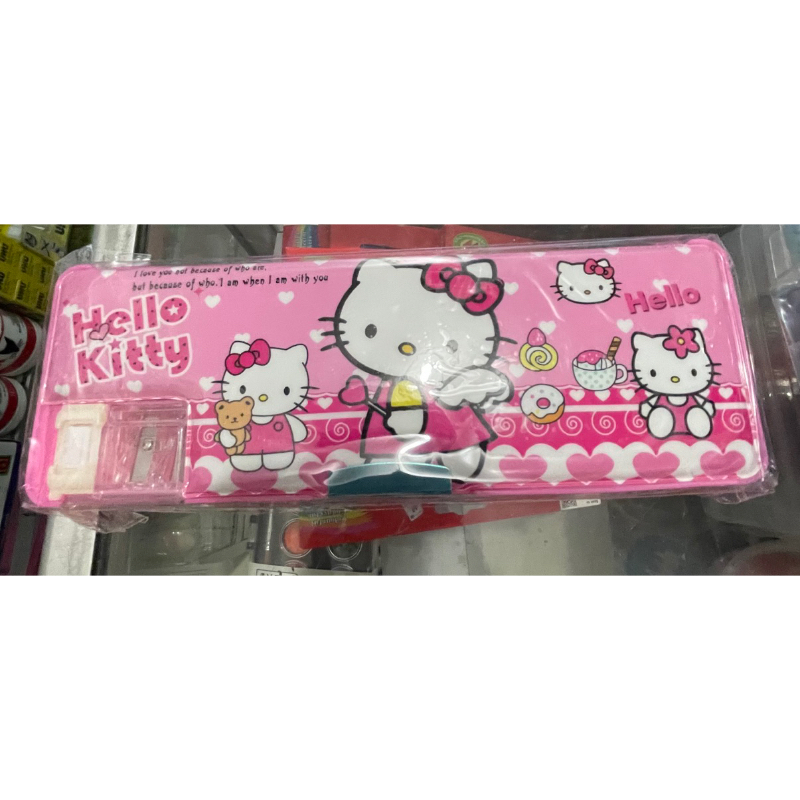 I love you not because of who are,
but because of who.I am when I am with you
Hello
Kitty
Hello
UHU